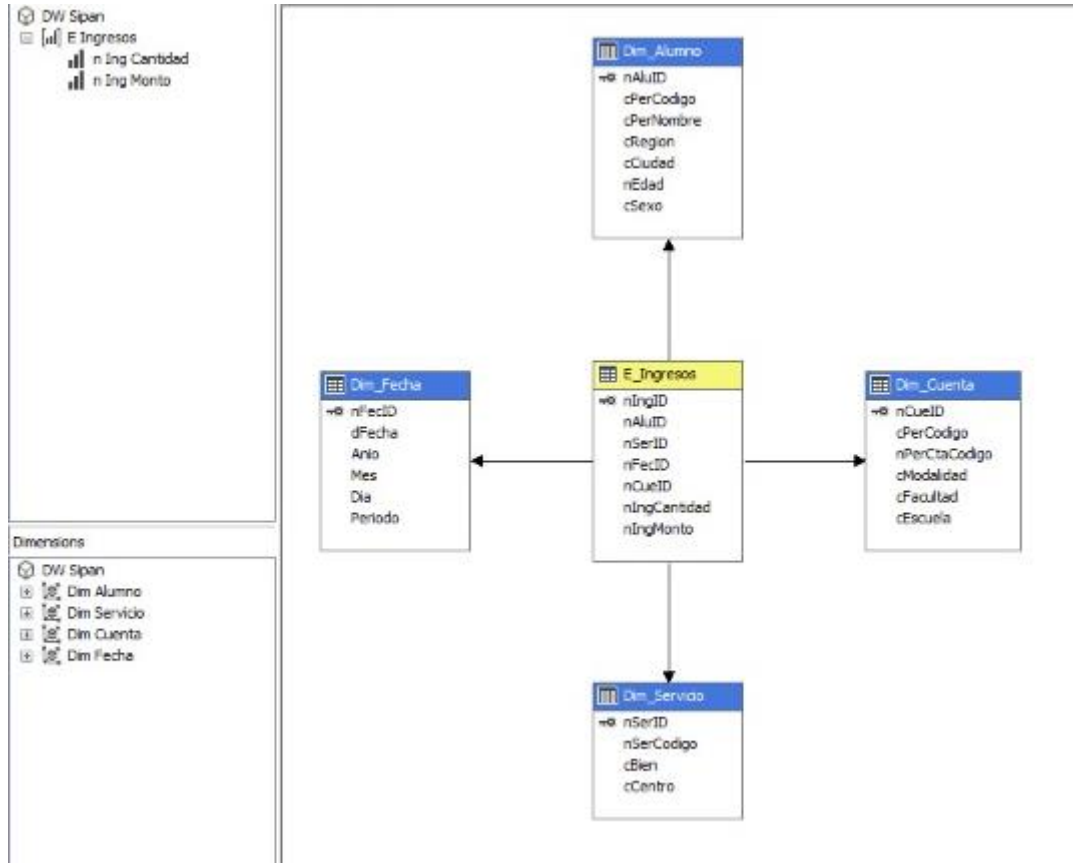 DW Sipan
E Ingresos
n Ing Cantidad
n Ing Monto
Dimensions
DW Sipan
Dim Alumno
Dim Servicio
Dim Cuenta
Dim Fecha
Dim_Alumno
nAluID
cPerCodigo
cPerNombre
cRegion
cCiudad
nEdad
cSexo
Dim_Fecha
nFecID
dFecha
Anio
Mes
Dia
Periodo
E_Ingresos
nIngID
nAluID
nSerID
nFecID
nCueID
nIngCantidad
nIngMonto
Dim_Cuenta
nCueID
cPerCodigo
nPerCtaCodigo
cModalidad
cFacultad
cEscuela
Dim_Servicio
nSerID
nSerCodigo
cBien
cCentro